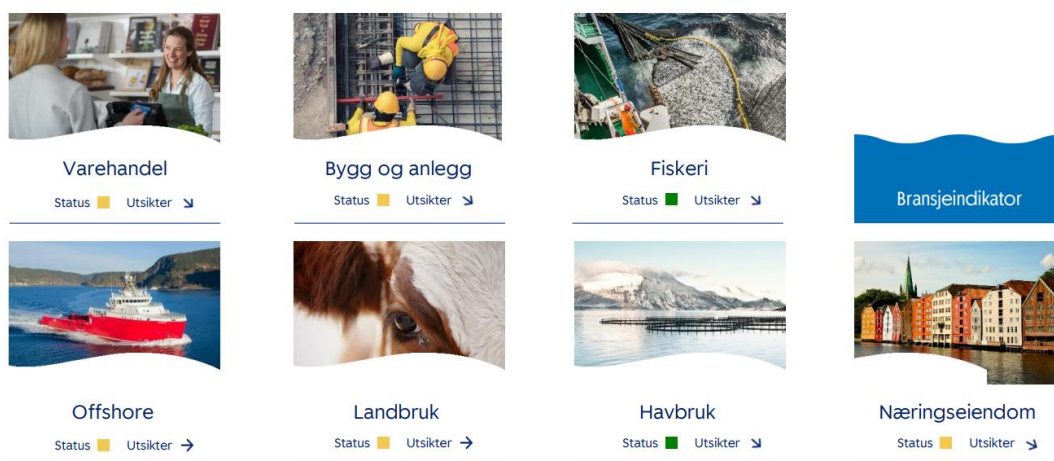 Varehandel
Status Utsikter
Bygg og anlegg
Status Utsikter
Fiskeri
Status Utsikter
Bransjeindikator
Offshore
Status Utsikter
Landbruk
Status Utsikter
Havbruk
Status Utsikter
Næringseiendom
Status Utsikter